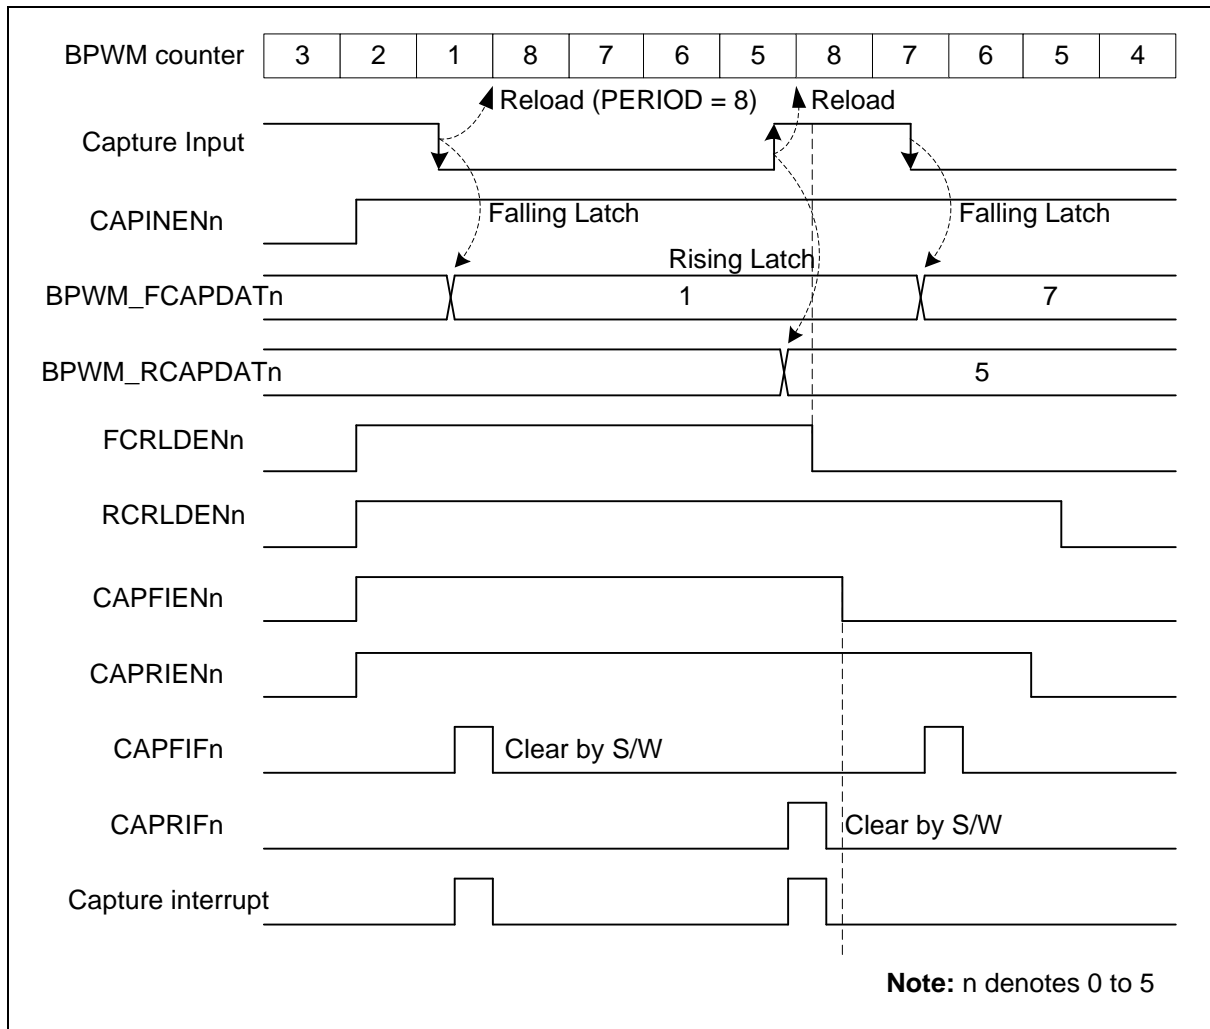 BPWM counter 3 2 1 8 7 6 5 8 7 6 5 4
Reload (PERIOD = 8) Reload
Capture Input
CAPINENn Falling Latch Falling Latch
Rising Latch
BPWM_FCAPDATn 1 7
BPWM_RCAPDATn 5
FCRLDENn
RCRLDENn
CAPFIENn
CAPRIENn
CAPFIFn Clear by S/W
CAPRIFn Clear by S/W
Capture interrupt
Note: n denotes 0 to 5